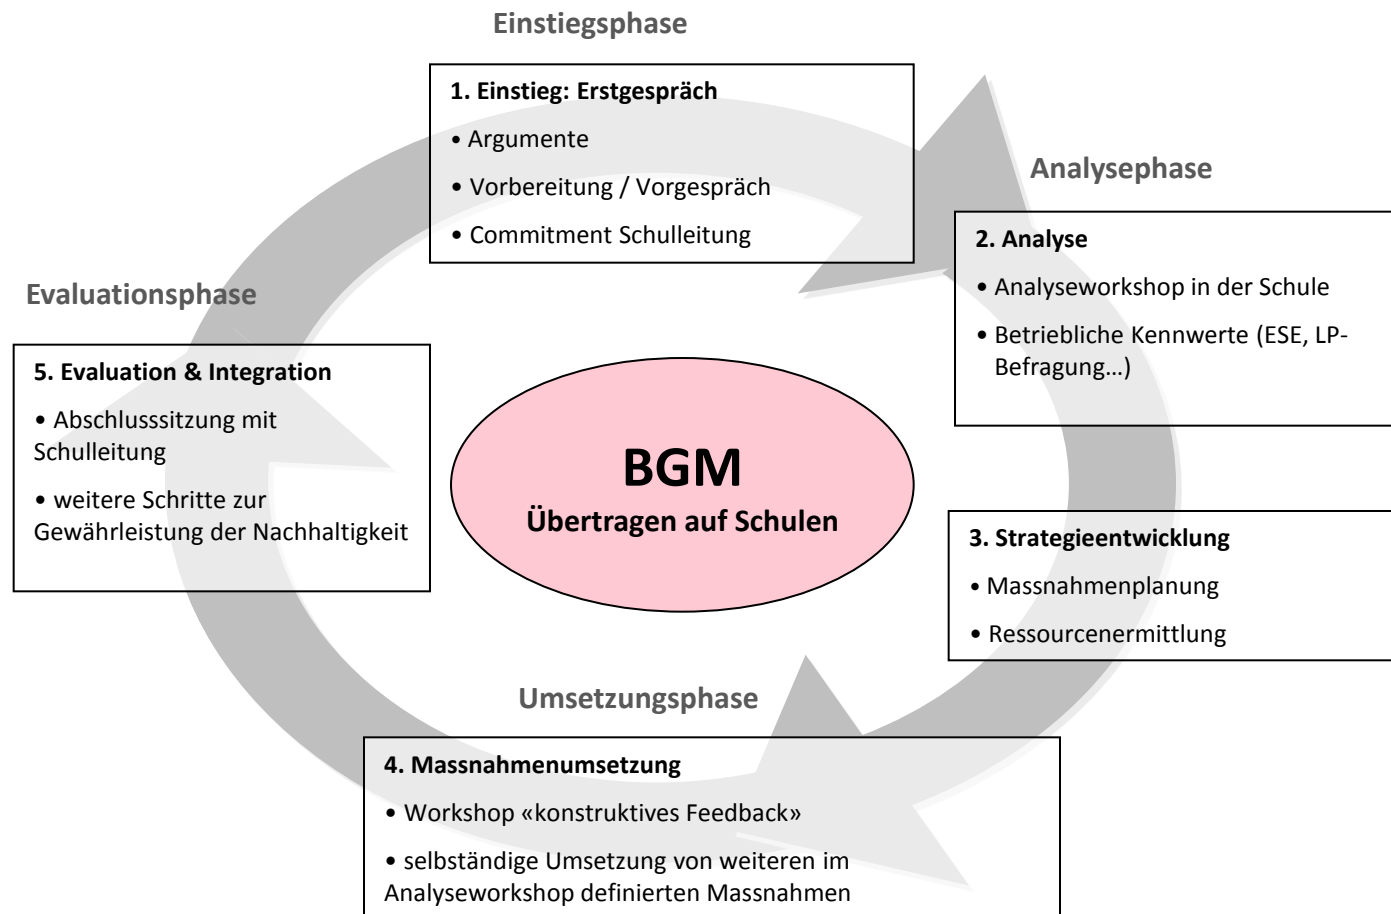 Einstiegsphase
1. Einstieg: Erstgespräch
• Argumente
• Vorbereitung / Vorgespräch
• Commitment Schulleitung
Analysephase
2. Analyse
• Analyseworkshop in der Schule
• Betriebliche Kennwerte (ESE, LP-
Befragung...)
3. Strategieentwicklung
• Massnahmenplanung
• Ressourcenermittlung
Umsetzungsphase
4. Massnahmenumsetzung
• Workshop «konstruktives Feedback»
• selbständige Umsetzung von weiteren im
Analyseworkshop definierten Massnahmen
Evaluationsphase
5. Evaluation & Integration
• Abschlusssitzung mit
Schulleitung
• weitere Schritte zur
Gewährleistung der Nachhaltigkeit
BGM
Übertragen auf Schulen